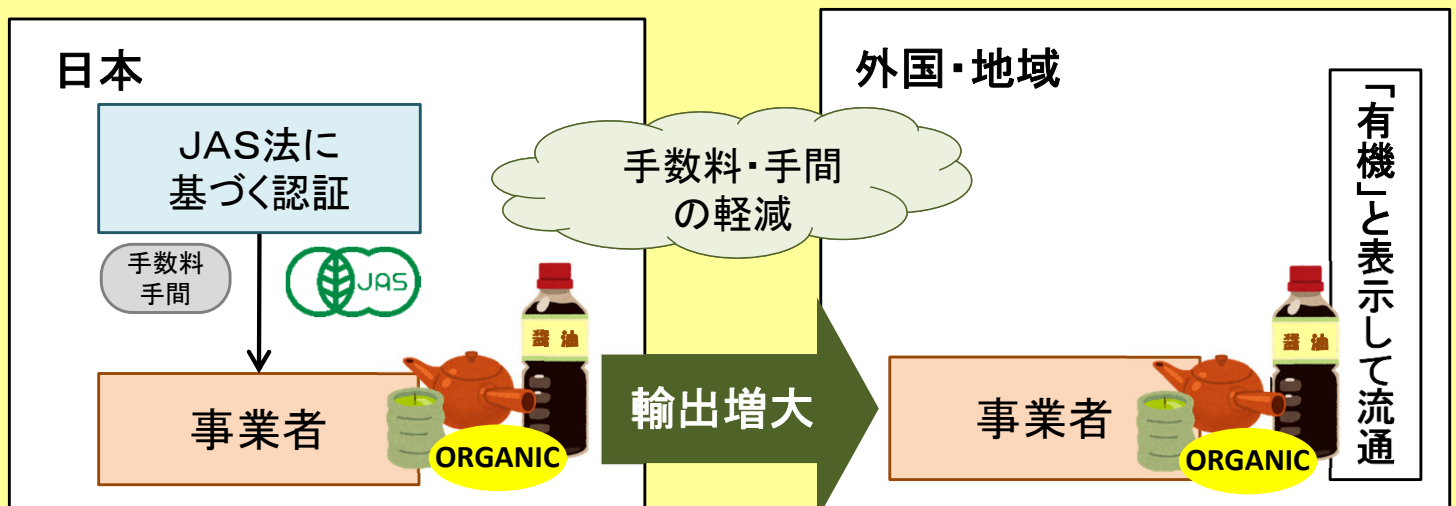 日本
JAS法に
基づく認証
手数料
手間
JAS
醤油
事業者
ORGANIC
手数料・手間
の軽減
輸出増大
外国・地域
「有機」と表示して流通
醤油
事業者
ORGANIC